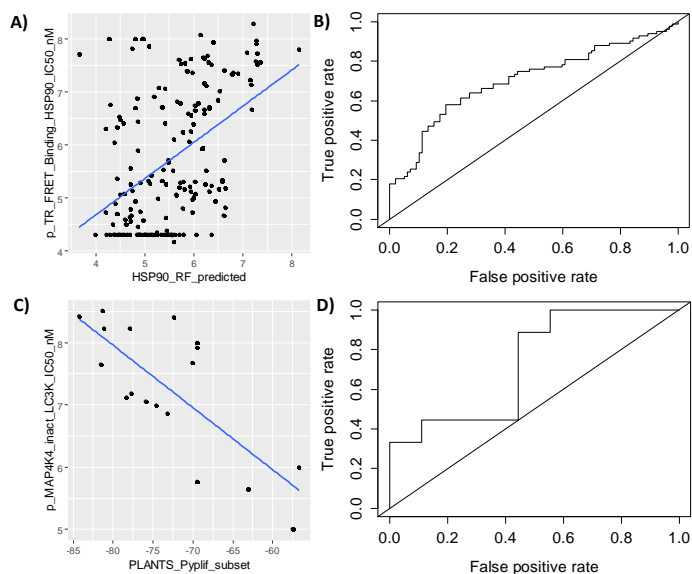 A)
p_TR_FRET_Binding_HSP90_IC50_nM
8
7
6
5
4
4 5 6 7 8
HSP90_RF_predicted
B)
True positive rate
1.0
0.8
0.6
0.4
0.2
0.0
0.0 0.2 0.4 0.6 0.8 1.0
False positive rate
C)
p_MAP4K4_inact_LC3K_IC50_nM
8
7
6
5
-85 -80 -75 -70 -65 -60
PLANTS_Pyplif_subset
D)
True positive rate
1.0
0.8
0.6
0.4
0.2
0.0
0.0 0.2 0.4 0.6 0.8 1.0
False positive rate